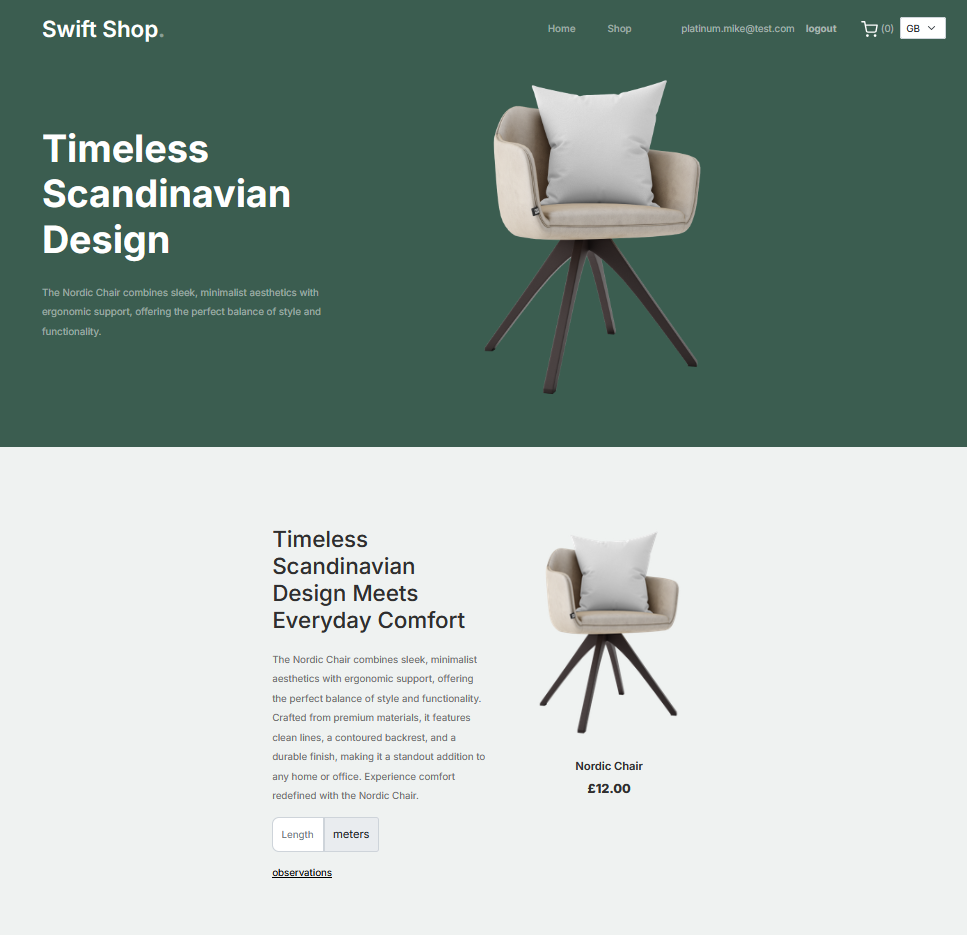 Swift Shop.
Home
Shop
platinum.mike@test.com
logout
(0)
GB
Timeless
Scandinavian
Design
The Nordic Chair combines sleek, minimalist aesthetics with
ergonomic support, offering the perfect balance of style and
functionality.
Timeless
Scandinavian
Design Meets
Everyday Comfort
The Nordic Chair combines sleek, minimalist
aesthetics with ergonomic support, offering
the perfect balance of style and functionality.
Crafted from premium materials, it features
clean lines, a contoured backrest, and a
durable finish, making it a standout addition to
any home or office. Experience comfort
redefined with the Nordic Chair.
Length
meters
observations
Nordic Chair
£12.00